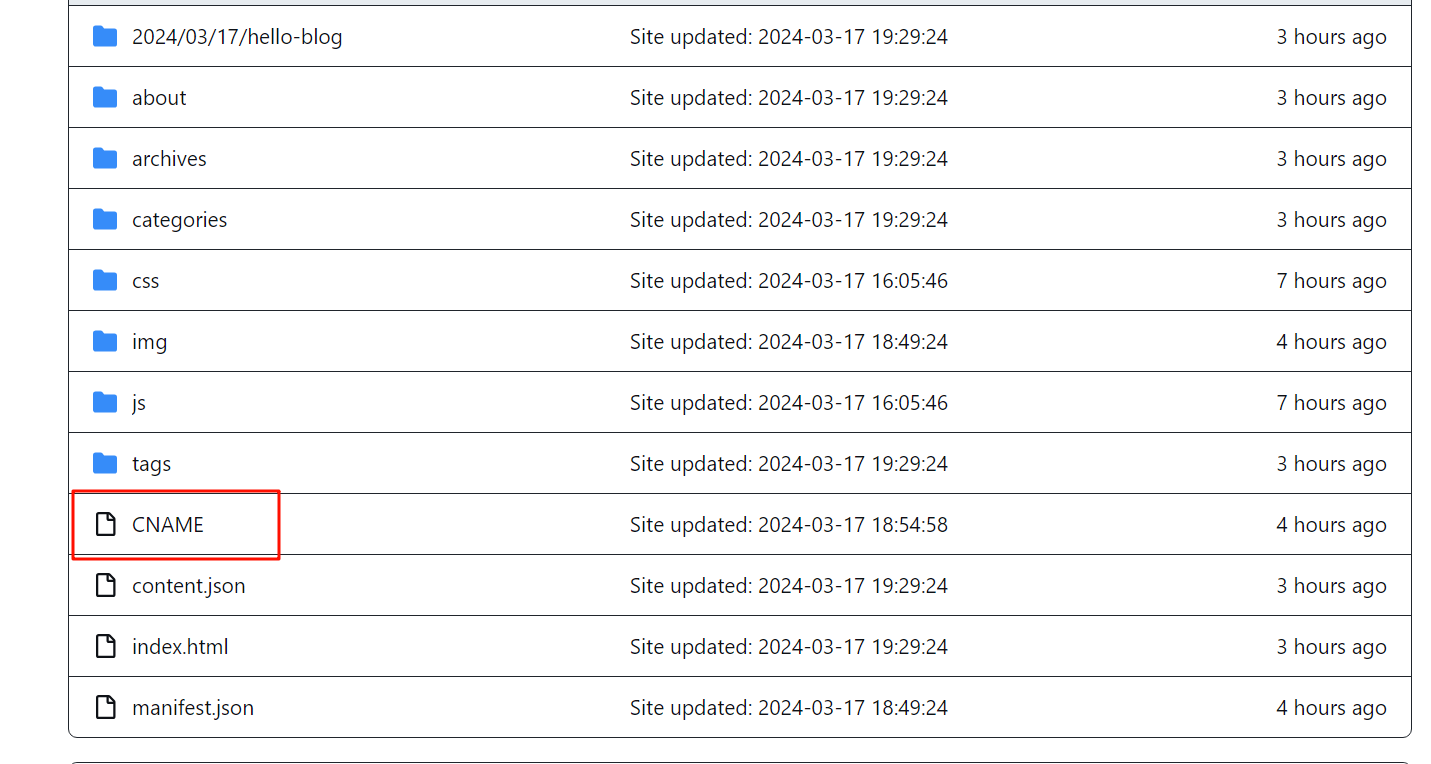 2024/03/17/hello-blog Site updated: 2024-03-17 19:29:24 3 hours ago
about Site updated: 2024-03-17 19:29:24 3 hours ago
archives Site updated: 2024-03-17 19:29:24 3 hours ago
categories Site updated: 2024-03-17 19:29:24 3 hours ago
css Site updated: 2024-03-17 16:05:46 7 hours ago
img Site updated: 2024-03-17 18:49:24 4 hours ago
js Site updated: 2024-03-17 16:05:46 7 hours ago
tags Site updated: 2024-03-17 19:29:24 3 hours ago
CNAME Site updated: 2024-03-17 18:54:58 4 hours ago
content.json Site updated: 2024-03-17 19:29:24 3 hours ago
index.html Site updated: 2024-03-17 19:29:24 3 hours ago
manifest.json Site updated: 2024-03-17 18:49:24 4 hours ago